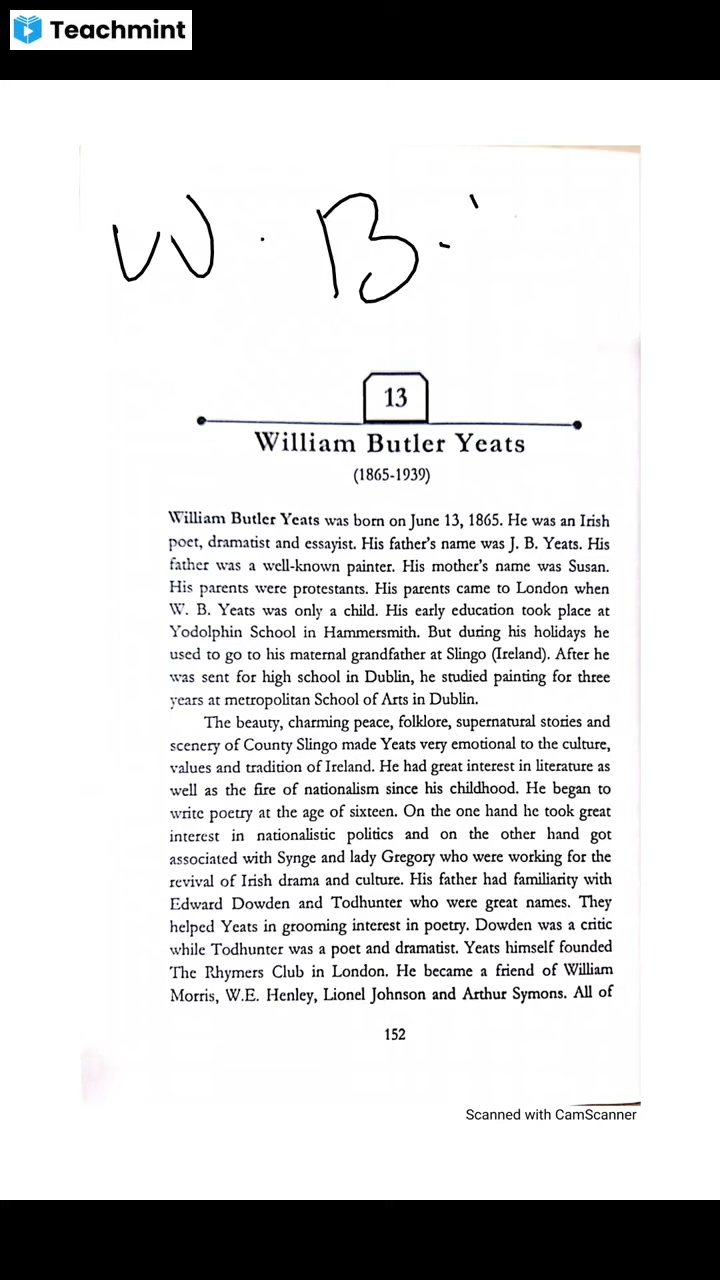 Teachmint
W. B.
13
William Butler Yeats
(1865-1939)
William Butler Yeats was born on June 13, 1865. He was an Irish
poet, dramatist and essayist. His father's name was J. B. Yeats. His
father was a well-known painter. His mother's name was Susan.
His parents were protestants. His parents came to London when
W. B. Yeats was only a child. His early education took place at
Yodolphin School in Hammersmith. But during his holidays he
used to go to his maternal grandfather at Slingo (Ireland). After he
was sent for high school in Dublin, he studied painting for three
years at metropolitan School of Arts in Dublin.
The beauty, charming peace, folklore, supernatural stories and
scenery of County Slingo made Yeats very emotional to the culture,
values and tradition of Ireland. He had great interest in literature as
well as the fire of nationalism since his childhood. He began to
write poetry at the age of sixteen. On the one hand he took great
interest in nationalistic politics and on the other hand got
associated with Synge and lady Gregory who were working for the
revival of Irish drama and culture. His father had familiarity with
Edward Dowden and Todhunter who were great names. They
helped Yeats in grooming interest in poetry. Dowden was a critic
while Todhunter was a poet and dramatist. Yeats himself founded
The Rhymers Club in London. He became a friend of William
Morris, W.E. Henley, Lionel Johnson and Arthur Symons. All of
152
Scanned with CamScanner